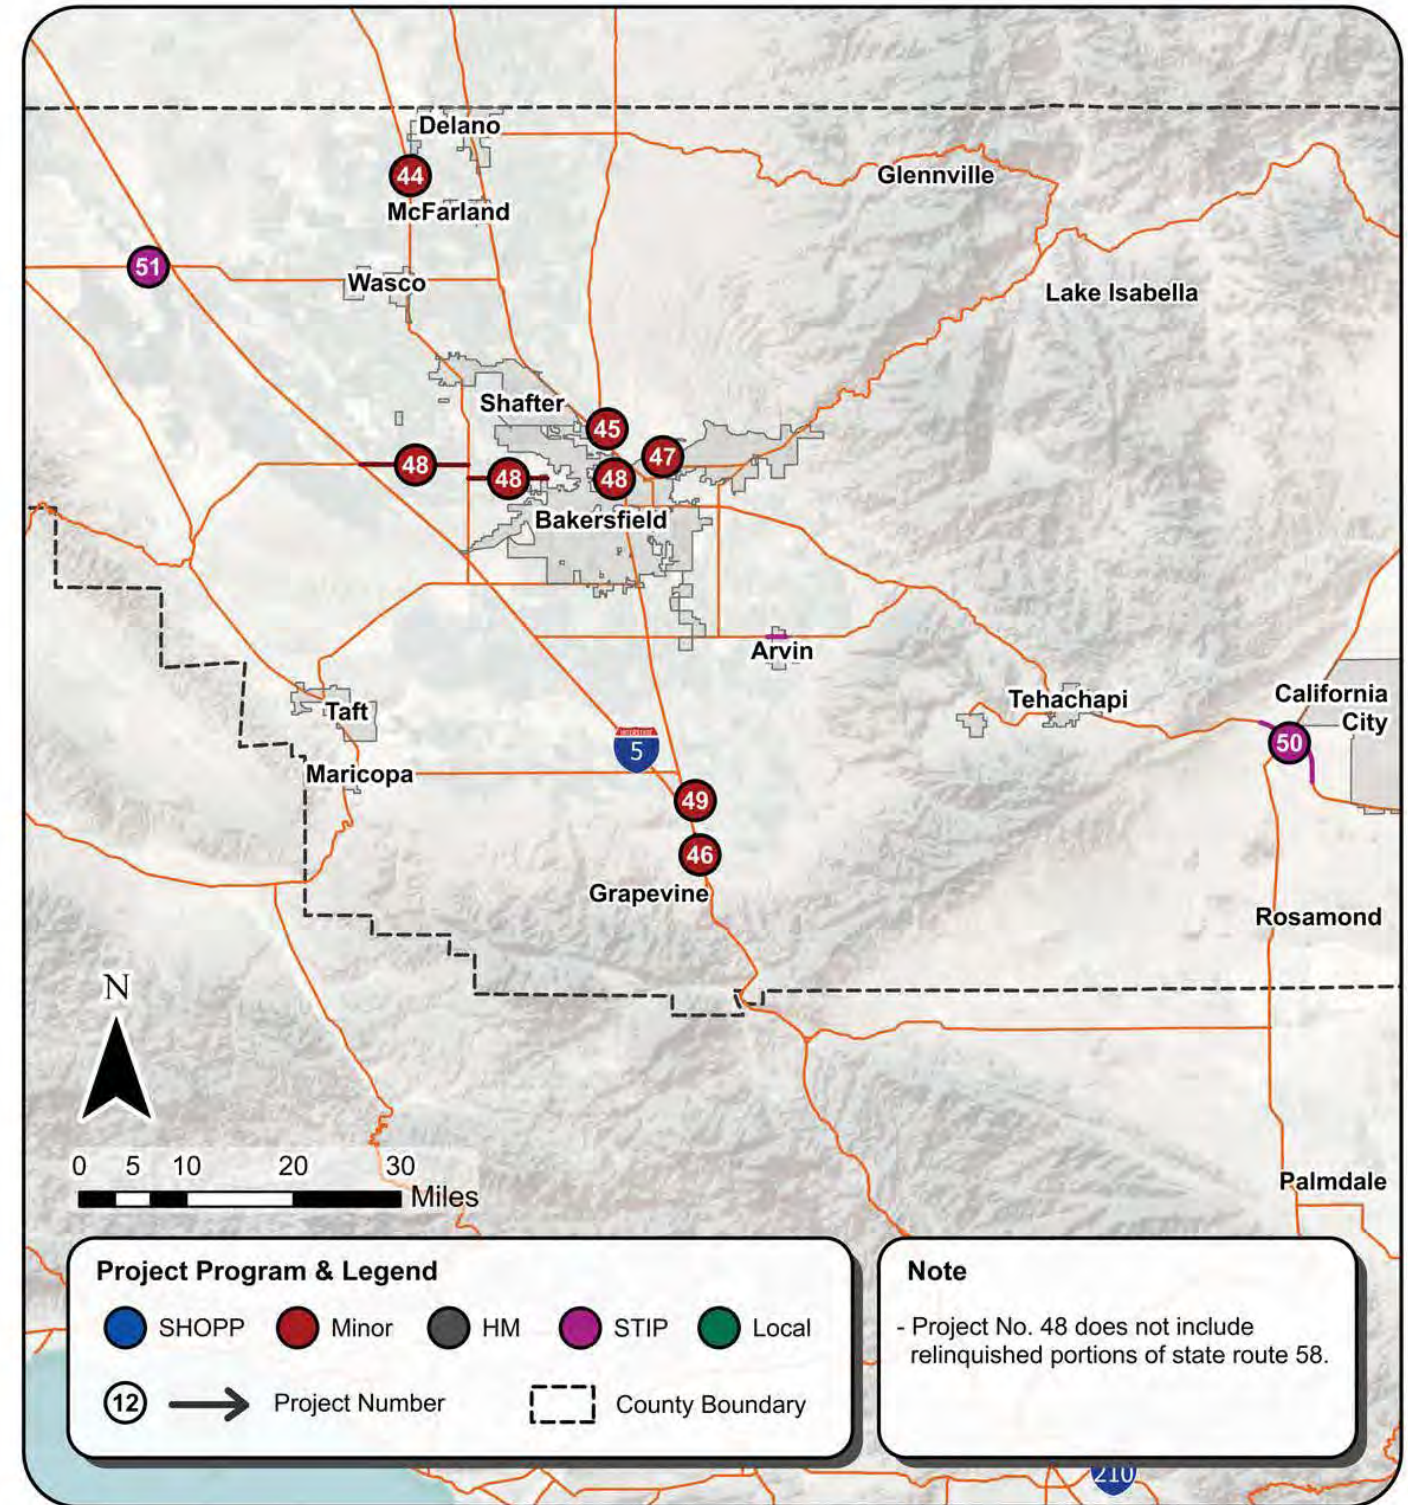 Delano
44
Glennville
McFarland
51
Wasco
Lake Isabella
Shafter
45
47
48
48
48
Bakersfield
Arvin
Tehachapi
California
City
Taft
INTERSTATE
5
50
Maricopa
49
46
Grapevine
Rosamond
N
0 5 10 20 30
Miles
Palmdale
Project Program & Legend
SHOPP Minor HM STIP Local
12 Project Number County Boundary
Note
- Project No. 48 does not include
relinquished portions of state route 58.
210